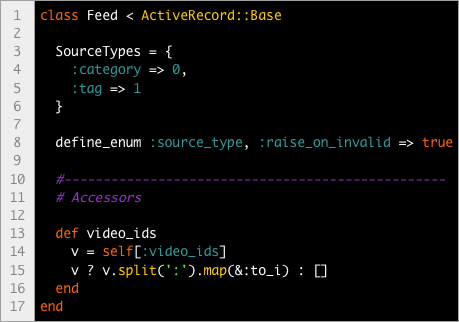 1 class Feed < ActiveRecord::Base
2
3   SourceTypes = {
4     :category => 0,
5     :tag => 1
6   }
7
8   define_enum :source_type, :raise_on_invalid => true
9
10   #-------------------------------------------------
11   # Accessors
12
13   def video_ids
14     v = self[:video_ids]
15     v ? v.split(':').map(&:to_i) : []
16   end
17 end